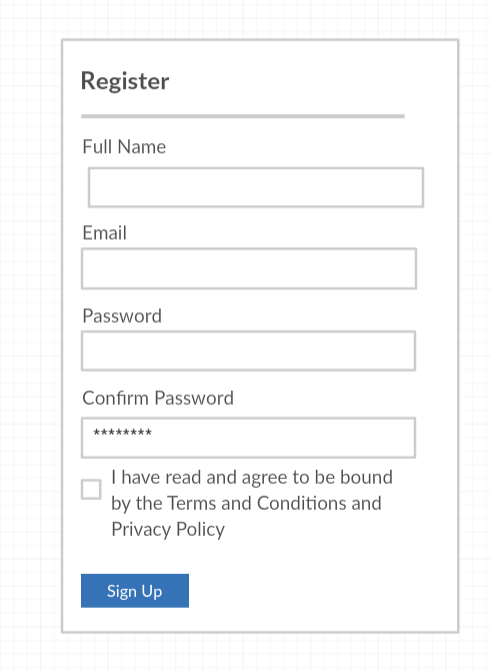 Register
Full Name
Email
Password
Confirm Password
********
I have read and agree to be bound
by the Terms and Conditions and
Privacy Policy
Sign Up